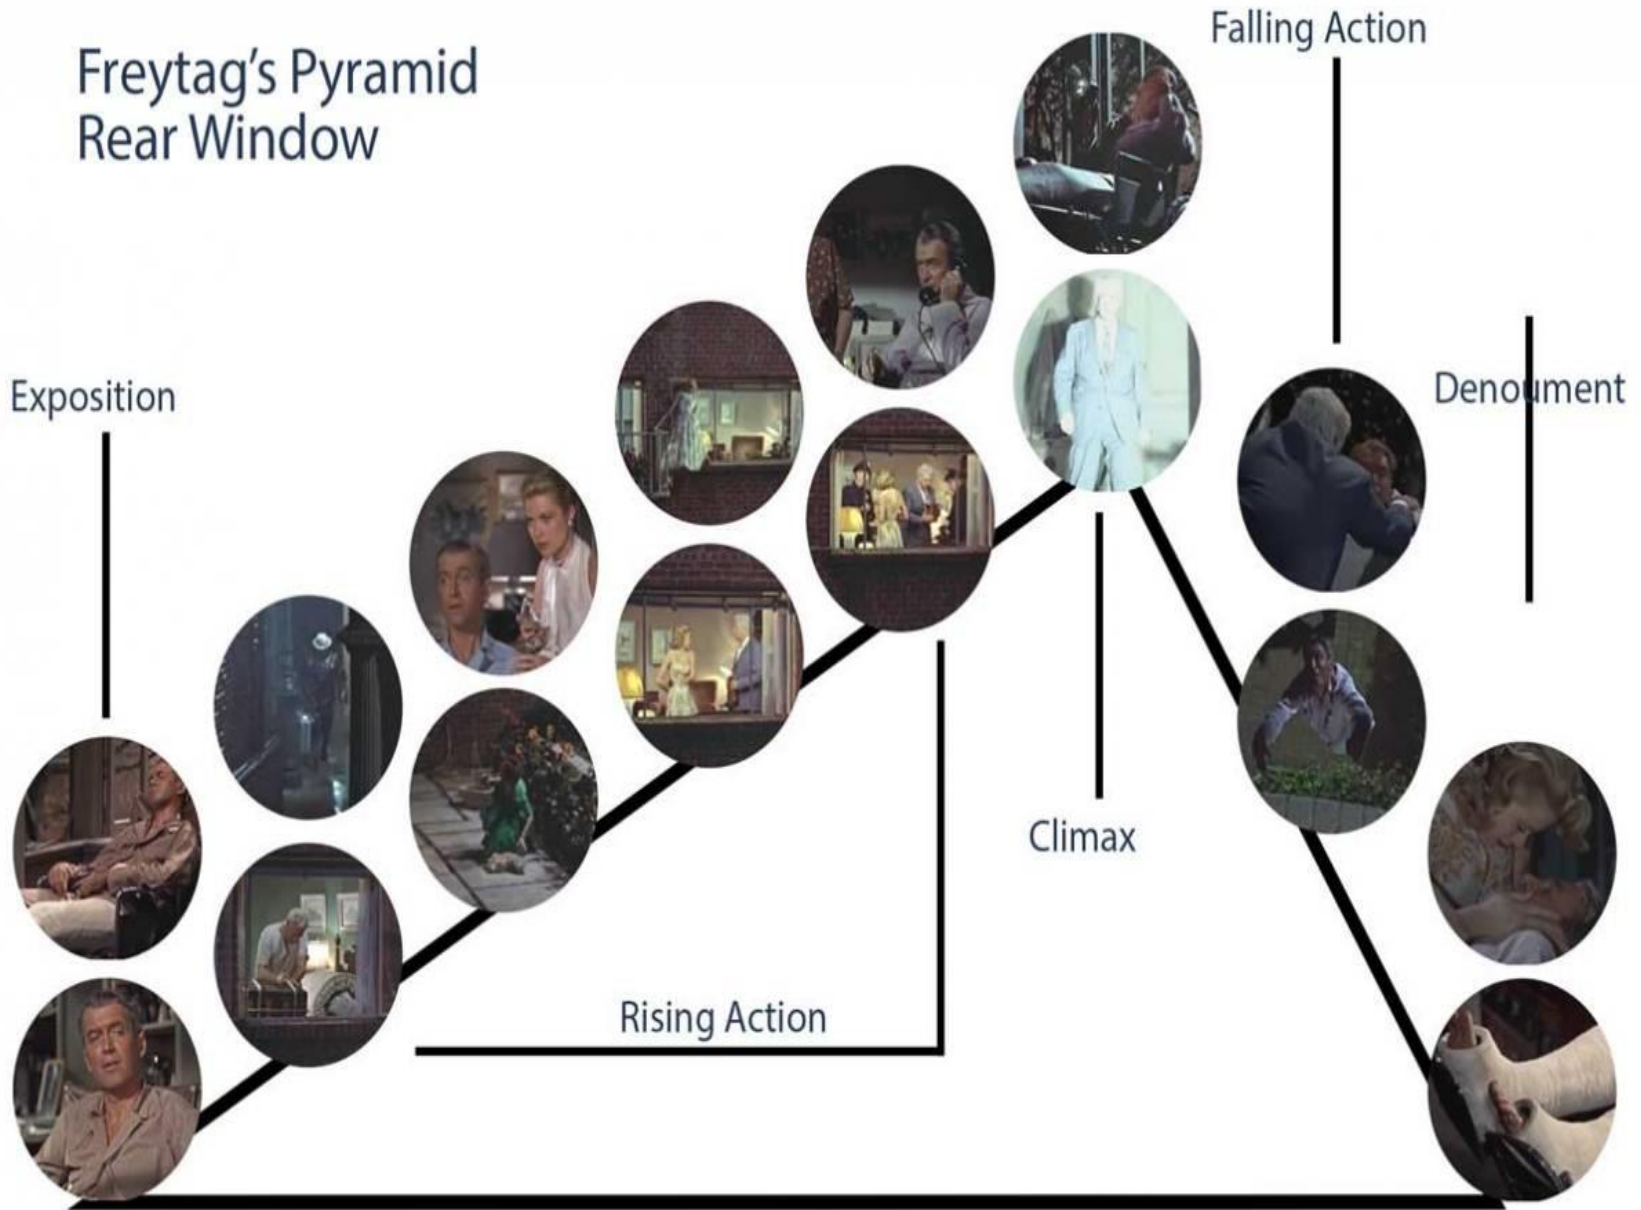 Freytag's Pyramid
Rear Window
Falling Action
Exposition
Denoument
Climax
Rising Action